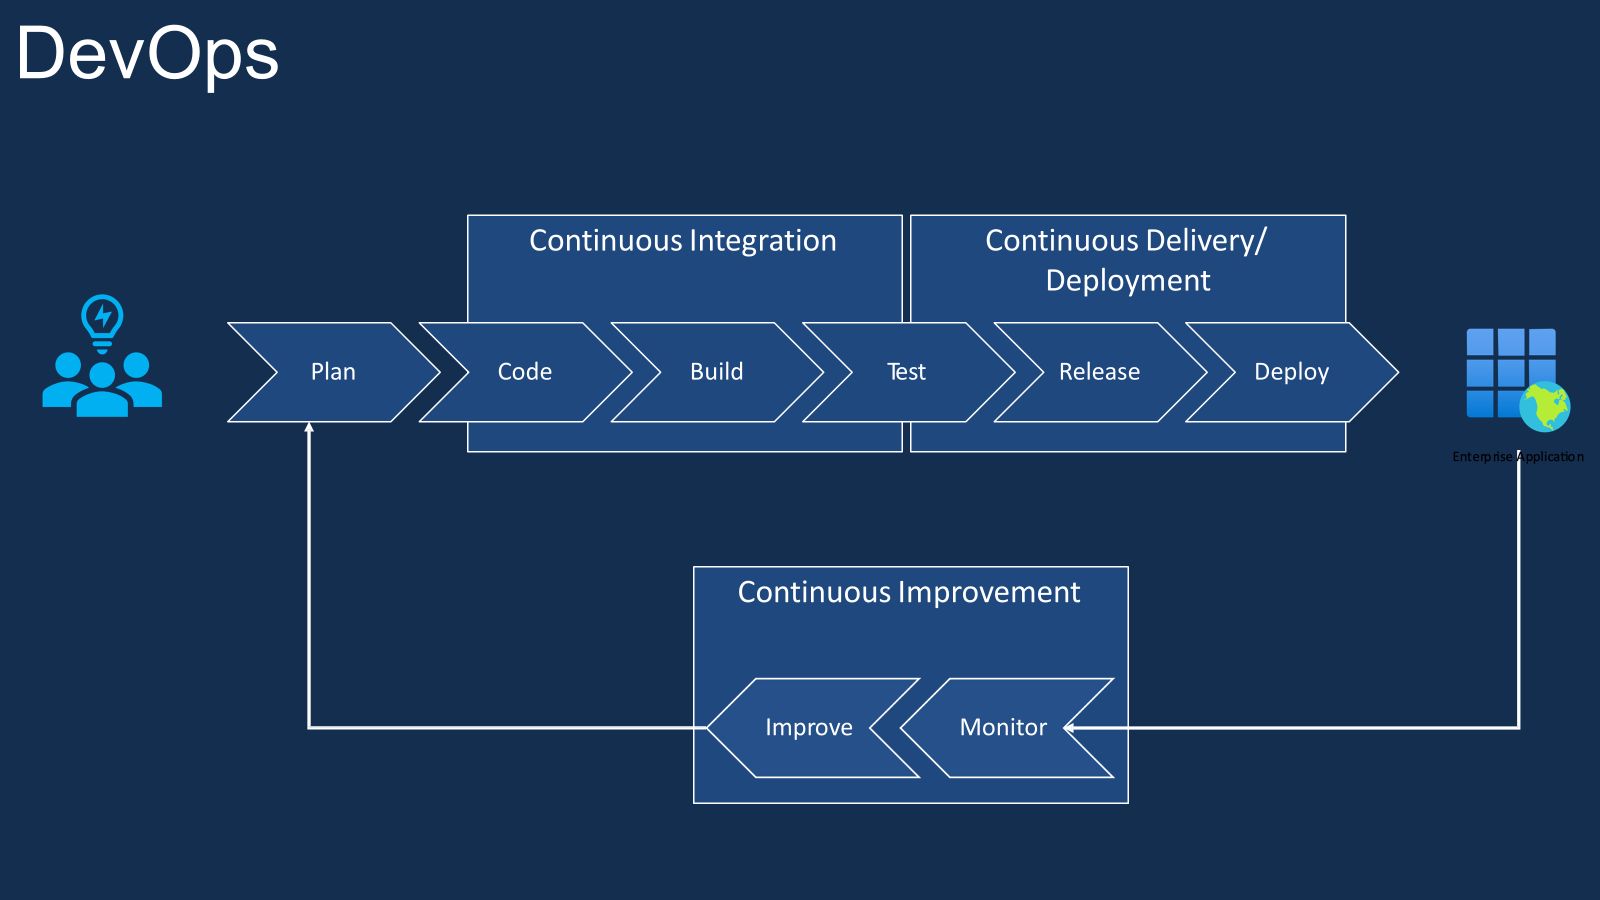 DevOps
Continuous Integration
Continuous Delivery/
Deployment
Plan
Code
Build
Test
Release
Deploy
Enterprise Application
Continuous Improvement
Improve
Monitor